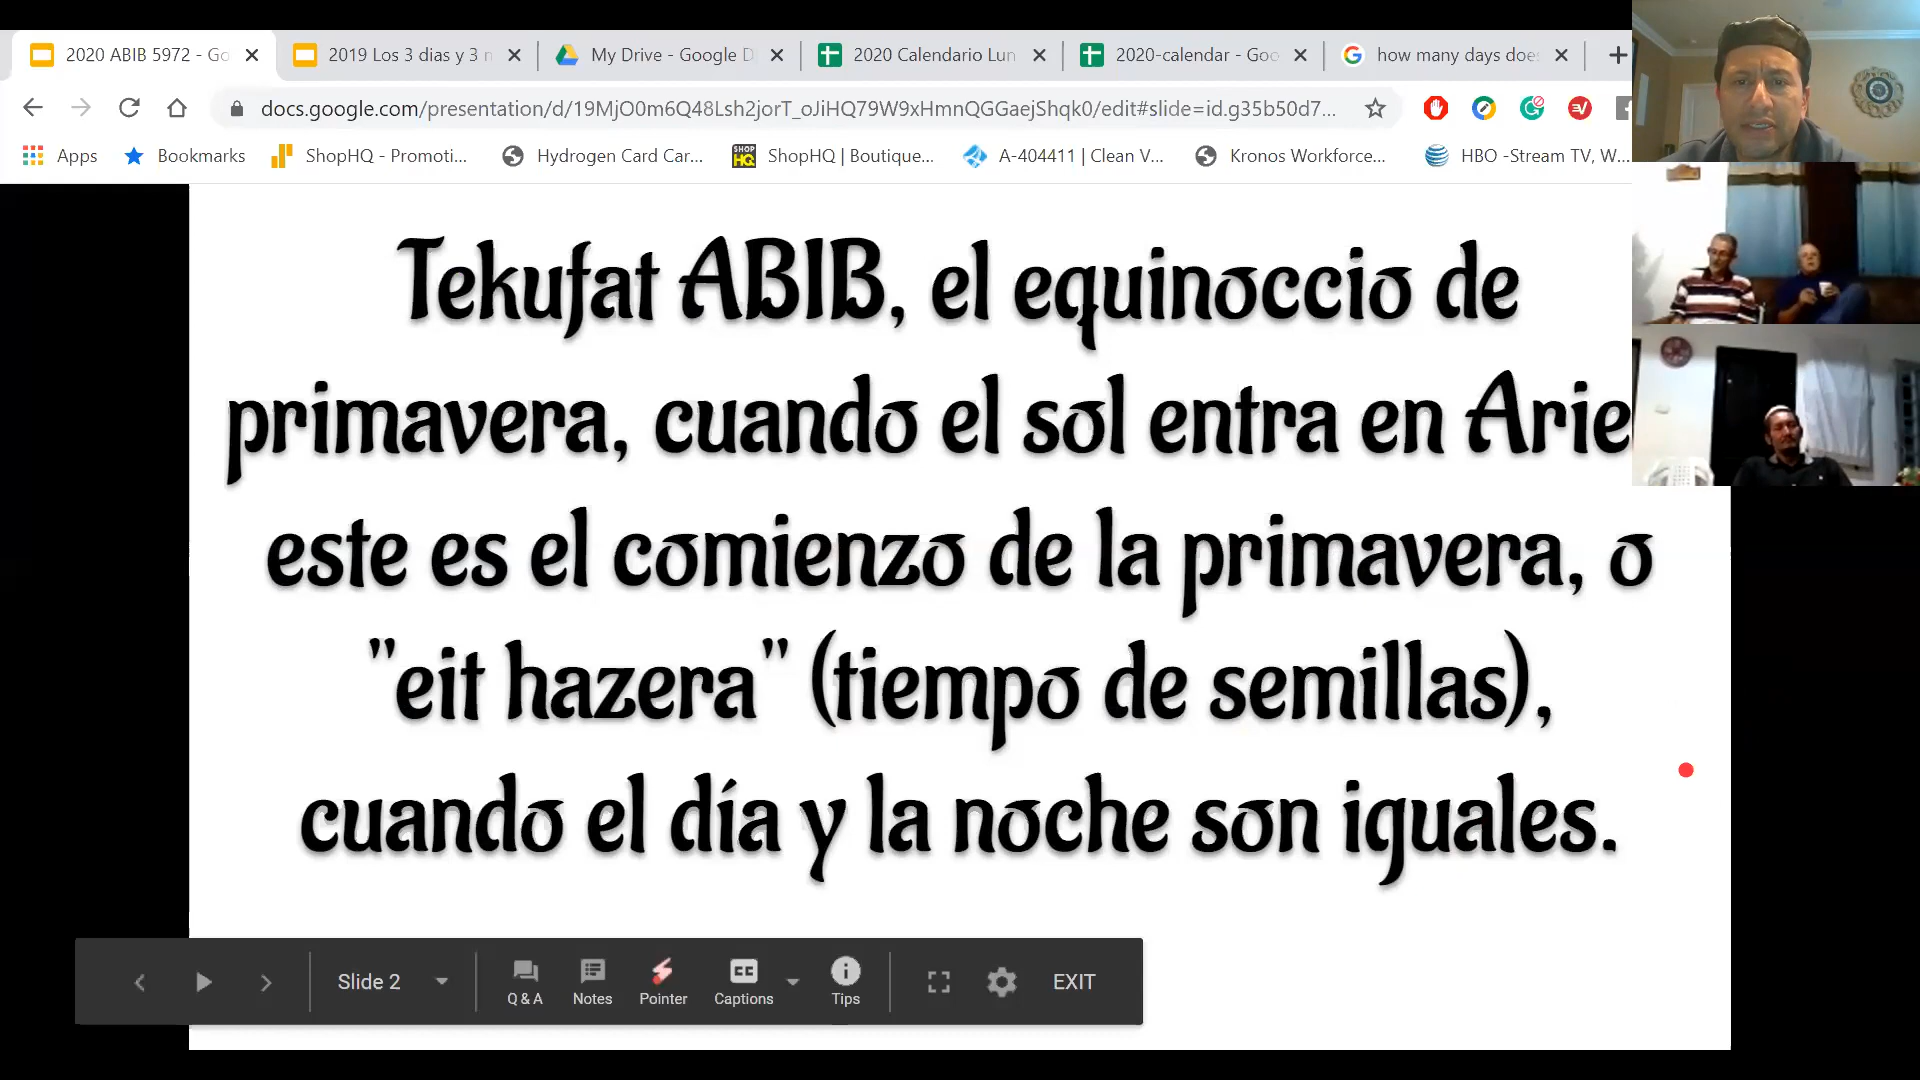 2020 ABIB 5972 - Go
2019 Los 3 dias y 3 n
My Drive - Google D
2020 Calendario Lun
2020-calendar - Goo
how many days doe
docs.google.com/presentation/d/19MjO0m6Q48Lsh2jorT_oJiHQ79W9xHmnQGGaejShqk0/edit#slide=id.g35b50d7...
Apps
Bookmarks
ShopHQ - Promoti...
Hydrogen Card Car...
SHOP HQ
ShopHQ | Boutique...
A-404411 | Clean V...
Kronos Workforce...
HBO -Stream TV, W...
Tekufat ABIB, el equinoccio de
primavera, cuando el sol entra en Arie
este es el comienzo de la primavera, o
"eit hazera" (tiempo de semillas),
cuando el día y la noche son iguales.
Slide 2
Q & A
Notes
Pointer
CC
Captions
Tips
EXIT